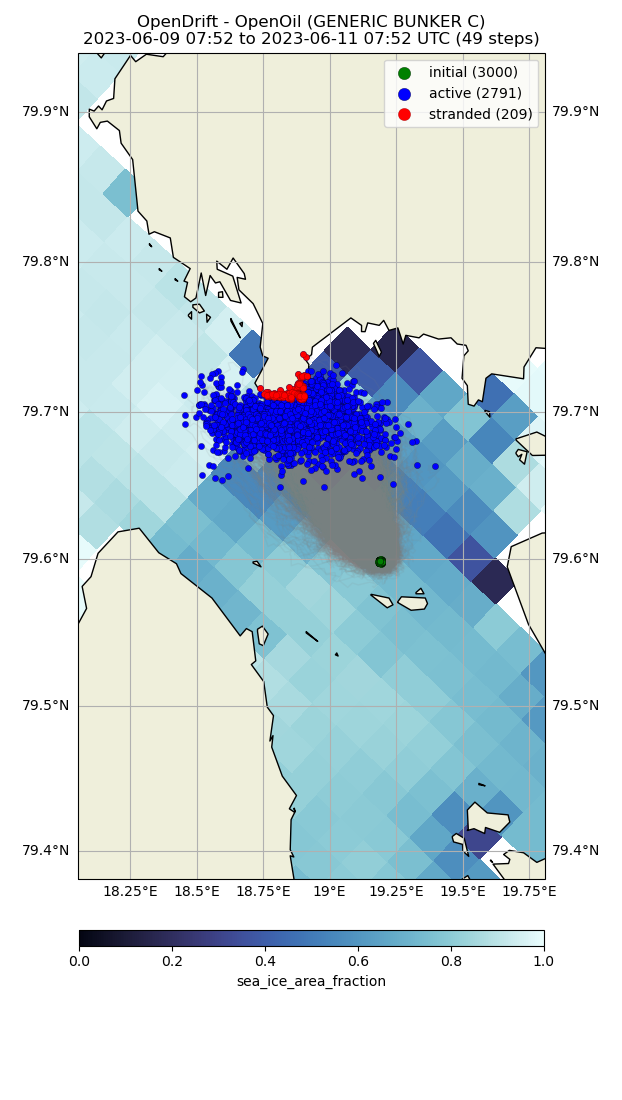 OpenDrift - OpenOil (GENERIC BUNKER C)
2023-06-09 07:52 to 2023-06-11 07:52 UTC (49 steps)
initial (3000)
active (2791)
stranded (209)
79.9°N 79.9°N
79.8°N 79.8°N
79.7°N 79.7°N
79.6°N 79.6°N
79.5°N 79.5°N
79.4°N 79.4°N
18.25°E 18.5°E 18.75°E 19°E 19.25°E 19.5°E 19.75°E
0.0 0.2 0.4 0.6 0.8 1.0
sea_ice_area_fraction